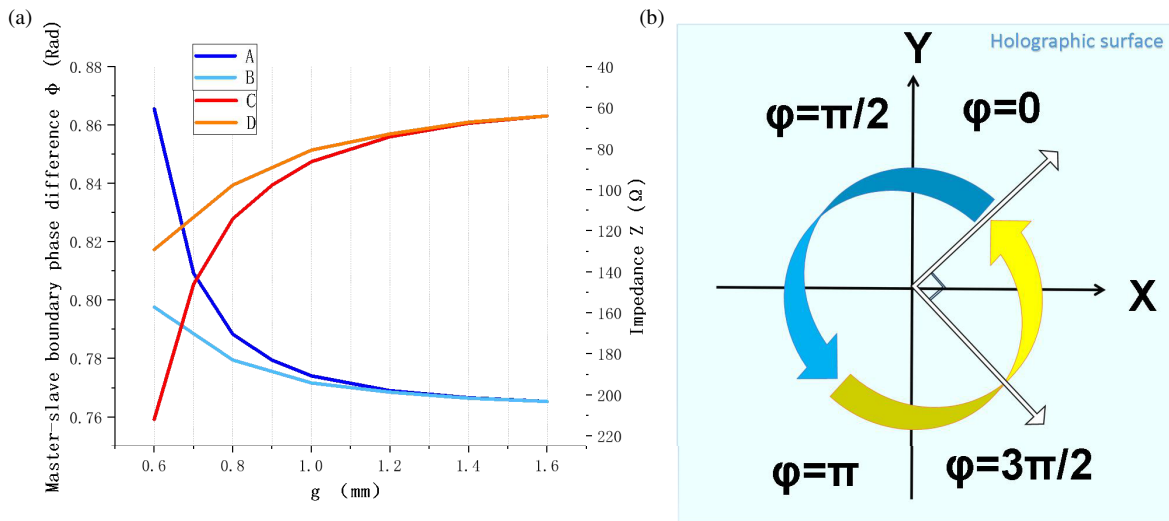 (a)
Master-slave boundary phase difference Φ (Rad)
0.88
0.86
0.84
0.82
0.80
0.78
0.76
A
B
C
D
40
60
80
100
120
140
160
180
200
220
Impedance Z (Ω)
0.6 0.8 1.0 1.2 1.4 1.6
g (mm)
(b)
Holographic surface
Y
φ=π/2
φ=0
X
φ=π
φ=3π/2